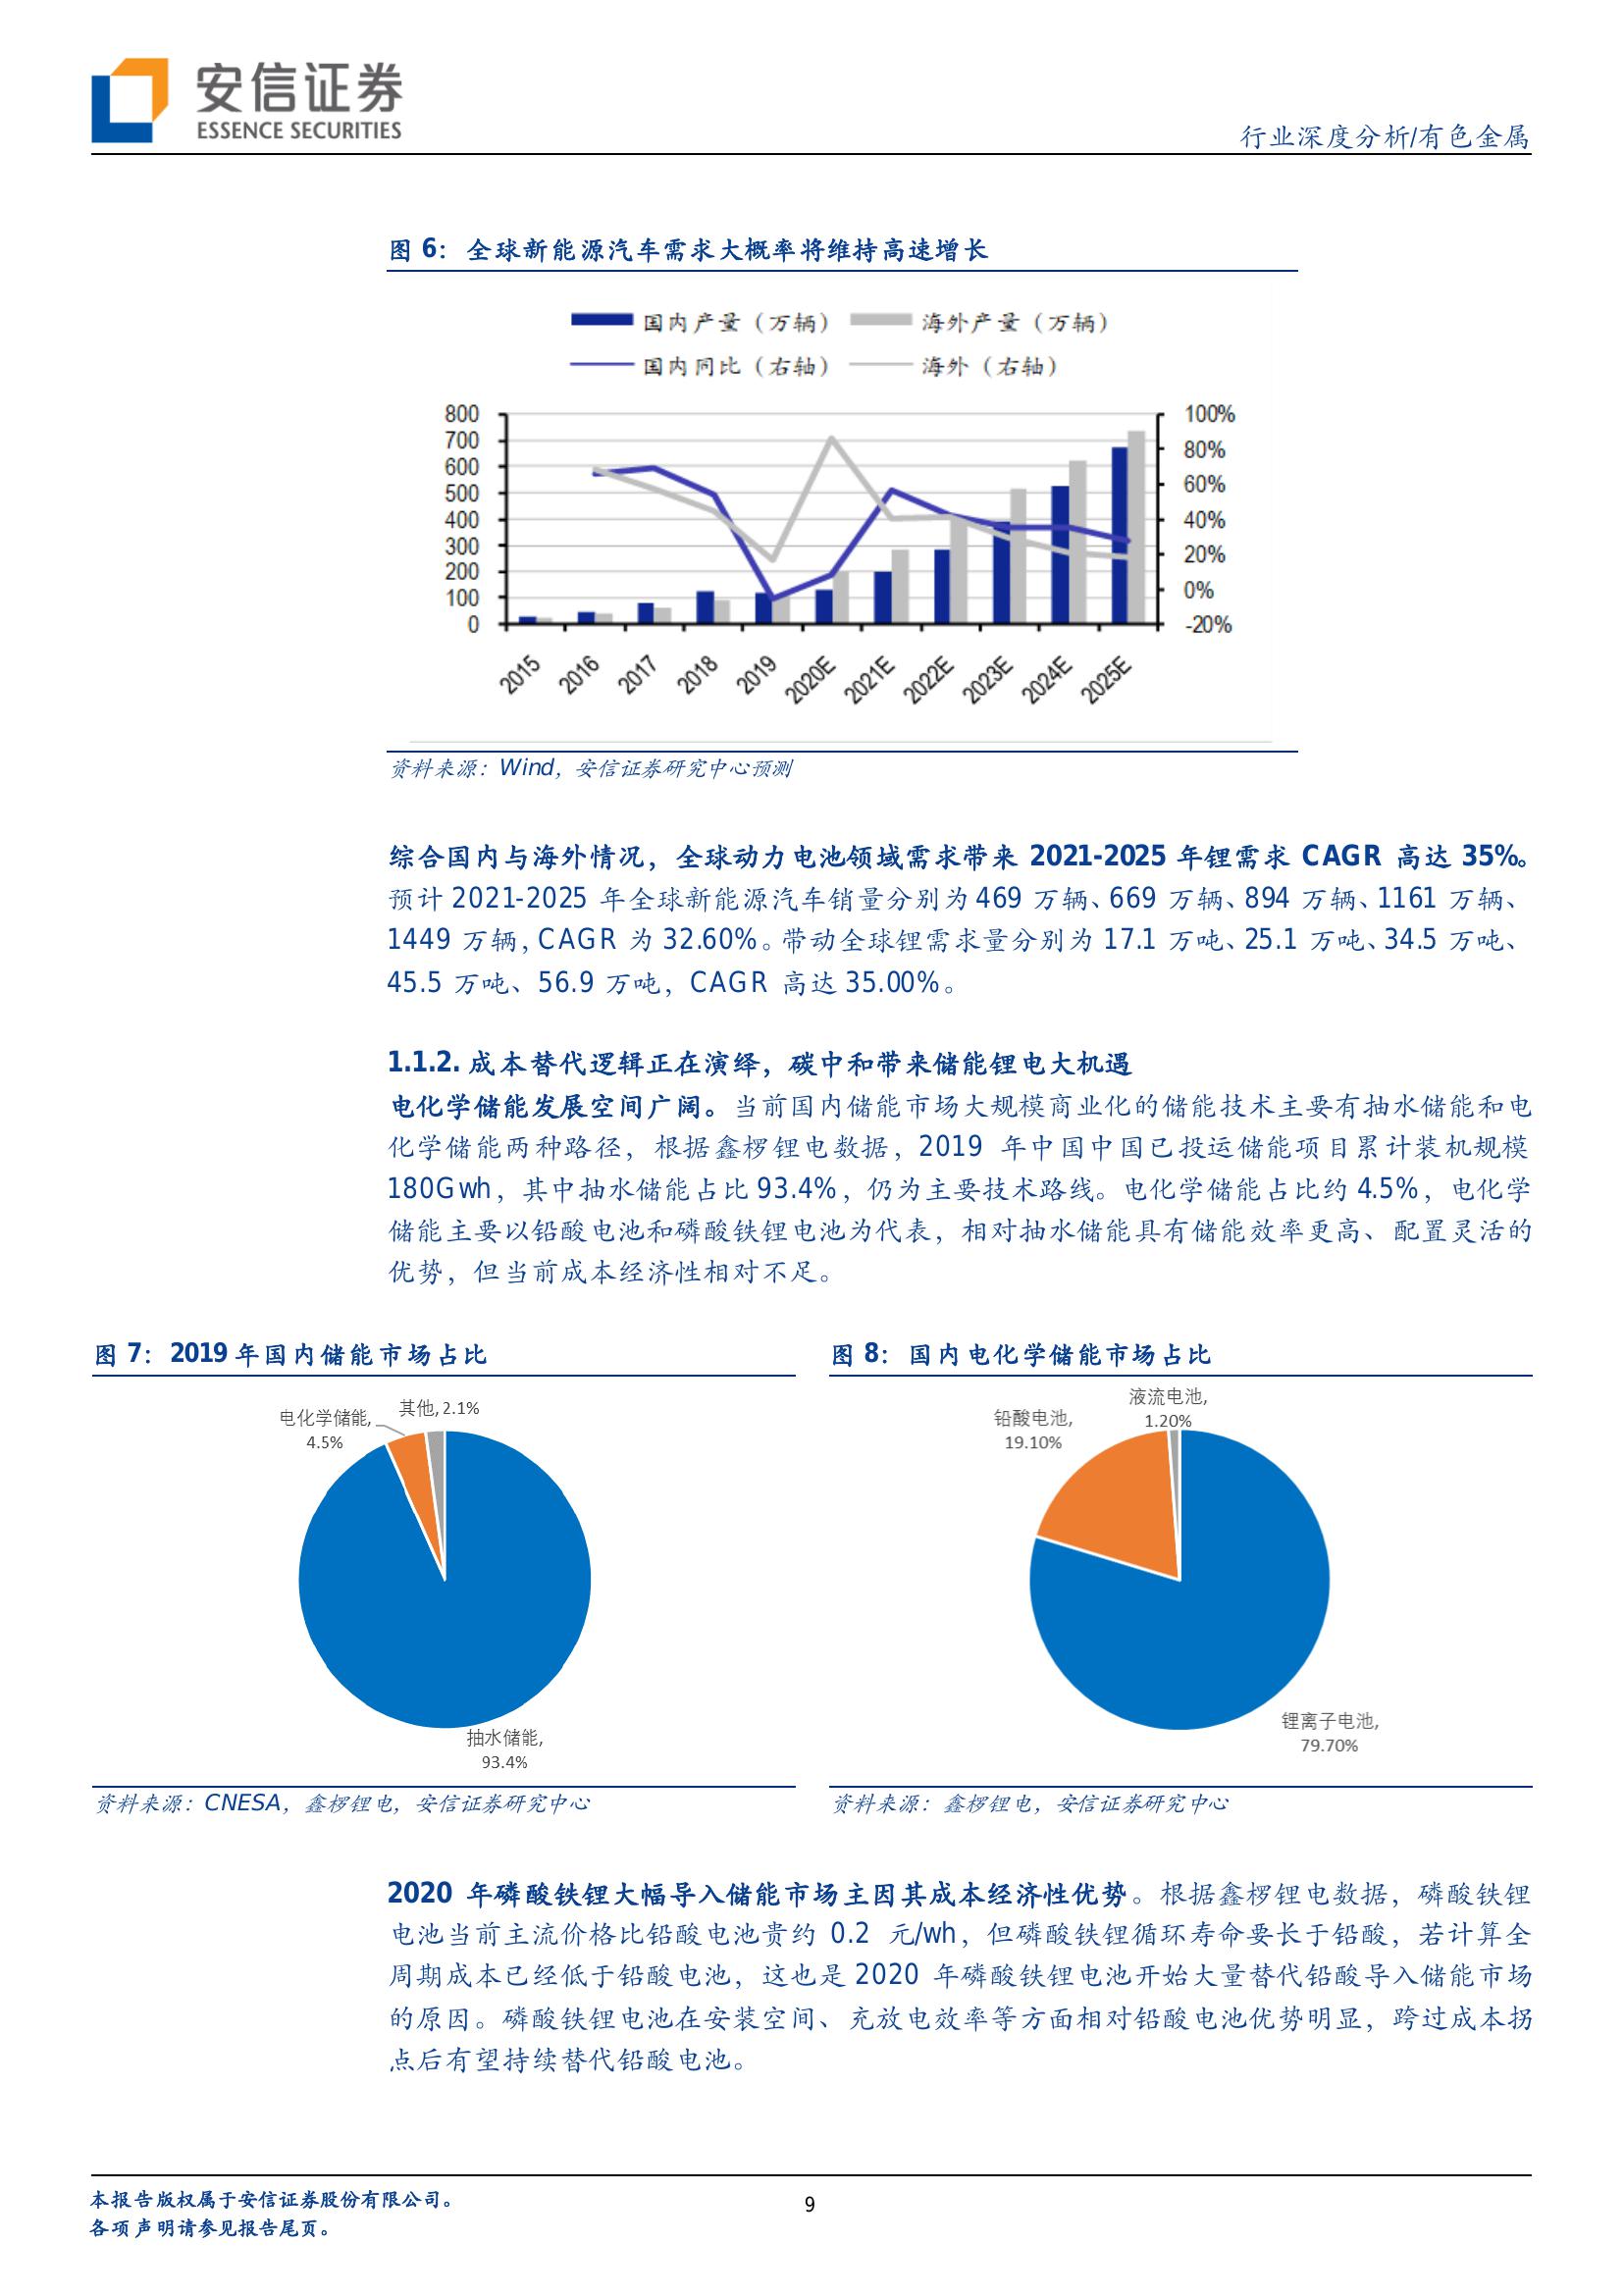 安信证券
ESSENCE SECURITIES
行业深度分析/有色金属
图 6：全球新能源汽车需求大概率将维持高速增长
国内产量（万辆） 海外产量（万辆）
国内同比（右轴） 海外（右轴）
800 100%
700 80%
600 60%
500
400 40%
300 20%
200
100 0%
0 -20%
2015 2016 2017 2018 2019 2020E 2021E 2022E 2023E 2024E 2025E
资料来源：Wind，安信证券研究中心预测
综合国内与海外情况，全球动力电池领域需求带来 2021-2025 年锂需求 CAGR 高达 35%。
预计 2021-2025 年全球新能源汽车销量分别为 469 万辆、669 万辆、894 万辆、1161 万辆、
1449 万辆，CAGR 为 32.60%。带动全球锂需求量分别为 17.1 万吨、25.1 万吨、34.5 万吨、
45.5 万吨、56.9 万吨，CAGR 高达 35.00%。
1.1.2. 成本替代逻辑正在演绎，碳中和带来储能锂电大机遇
电化学储能发展空间广阔。当前国内储能市场大规模商业化的储能技术主要有抽水储能和电
化学储能两种路径，根据鑫椤锂电数据，2019 年中国中国已投运储能项目累计装机规模
180Gwh，其中抽水储能占比 93.4%，仍为主要技术路线。电化学储能占比约 4.5%，电化学
储能主要以铅酸电池和磷酸铁锂电池为代表，相对抽水储能具有储能效率更高、配置灵活的
优势，但当前成本经济性相对不足。
图 7：2019 年国内储能市场占比
电化学储能,
4.5%
其他, 2.1%
抽水储能,
93.4%
资料来源：CNESA，鑫椤锂电，安信证券研究中心
图 8：国内电化学储能市场占比
液流电池,
1.20%
铅酸电池,
19.10%
锂离子电池,
79.70%
资料来源：鑫椤锂电，安信证券研究中心
2020 年磷酸铁锂大幅导入储能市场主因其成本经济性优势。根据鑫椤锂电数据，磷酸铁锂
电池当前主流价格比铅酸电池贵约 0.2 元/wh，但磷酸铁锂循环寿命要长于铅酸，若计算全
周期成本已经低于铅酸电池，这也是 2020 年磷酸铁锂电池开始大量替代铅酸导入储能市场
的原因。磷酸铁锂电池在安装空间、充放电效率等方面相对铅酸电池优势明显，跨过成本拐
点后有望持续替代铅酸电池。
本报告版权属于安信证券股份有限公司。
各项声明请参见报告尾页。
9